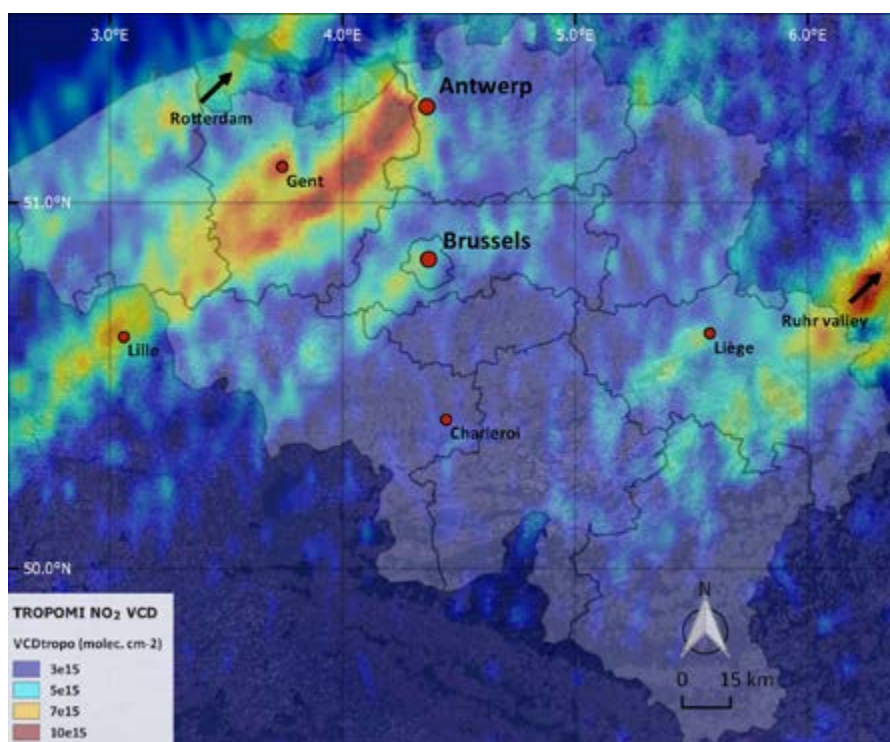 3.0°E 4.0°E 5.0°E 6.0°E
Antwerp
Rotterdam
Gent
51.0°N
Brussels
Ruhr valley
Lille
Liège
Charleroi
50.0°N
N
0 15 km
TROPOMI NO₂ VCD
VCDtropo (molec. cm-2)
3e15
5e15
7e15
10e15